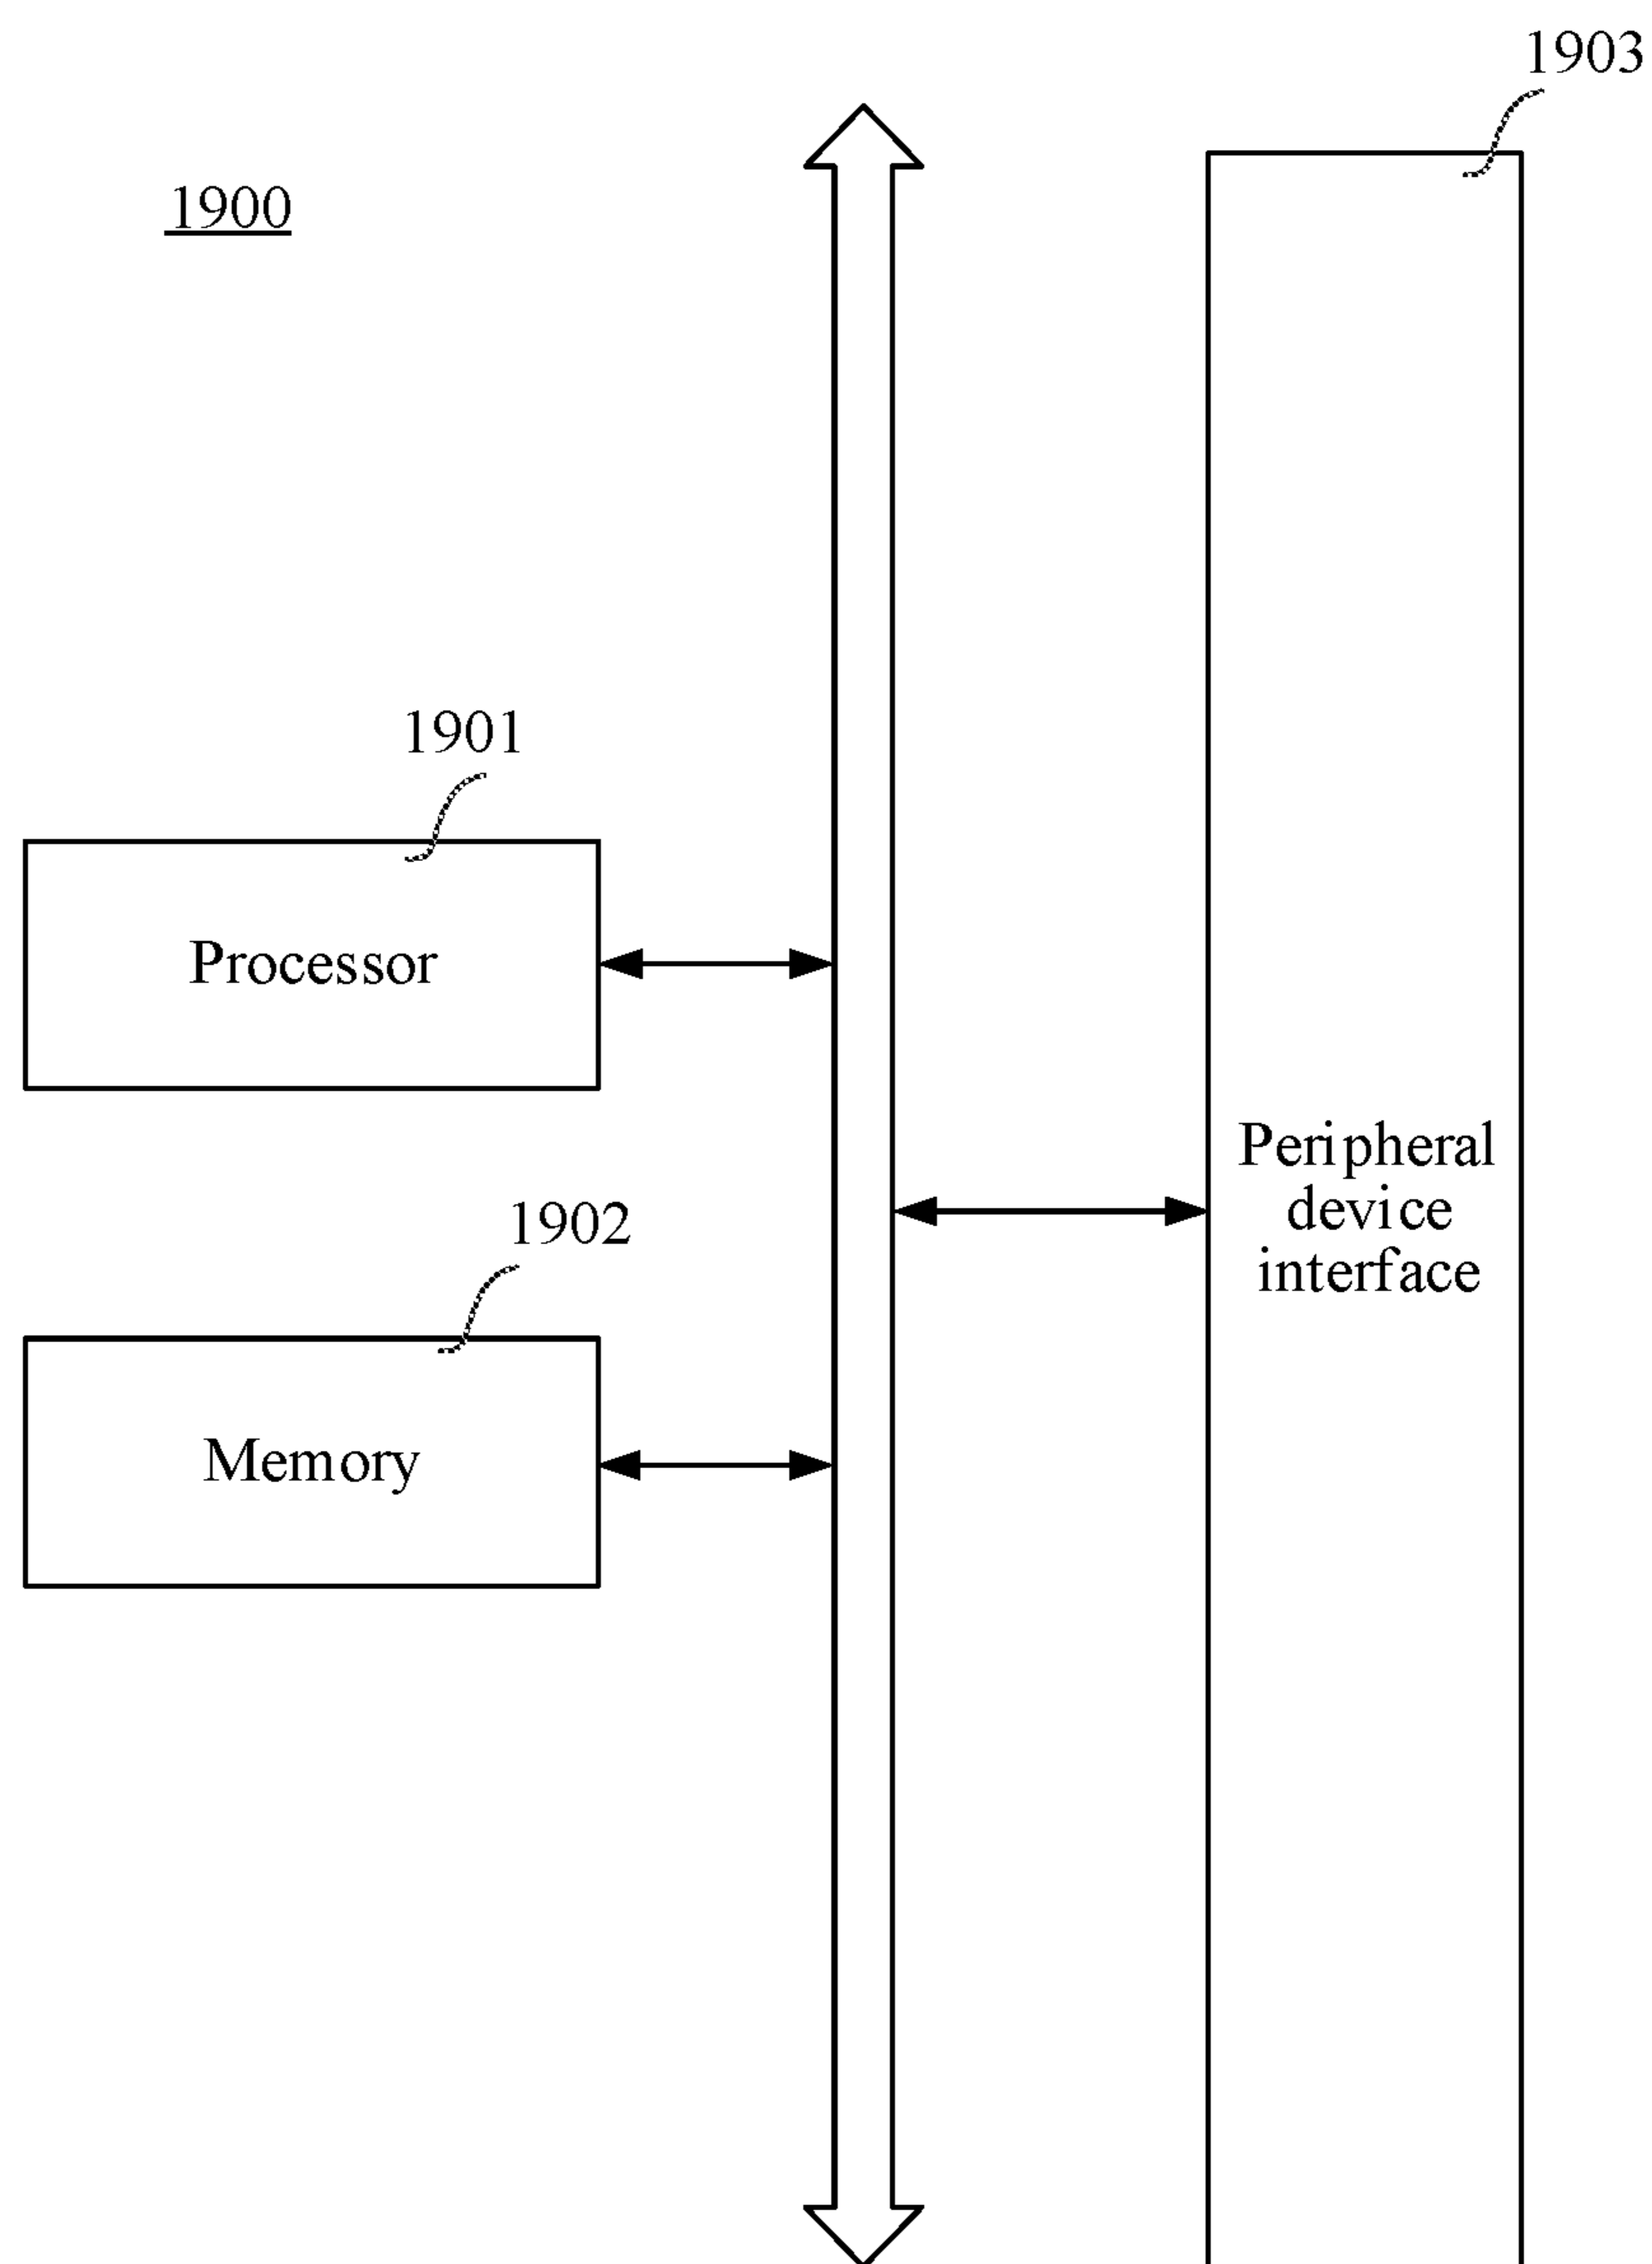 1903
1900
1901
Processor
Peripheral
device
interface
1902
Memory